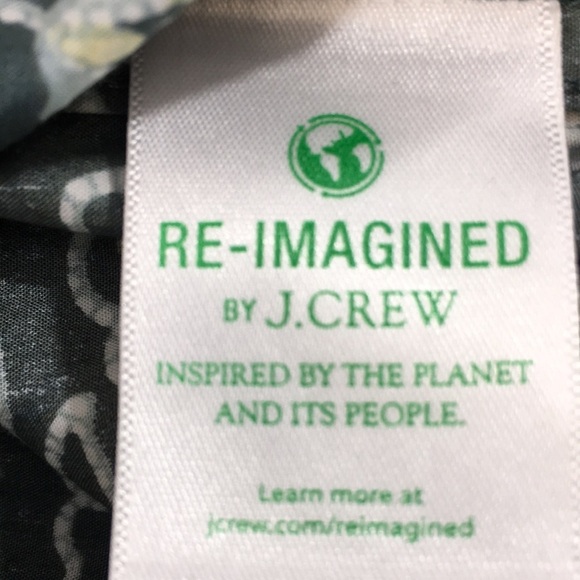 RE-IMAGINED
BY J.CREW
INSPIRED BY THE PLANET
AND ITS PEOPLE.
Learn more at
jcrew.com/reimagined